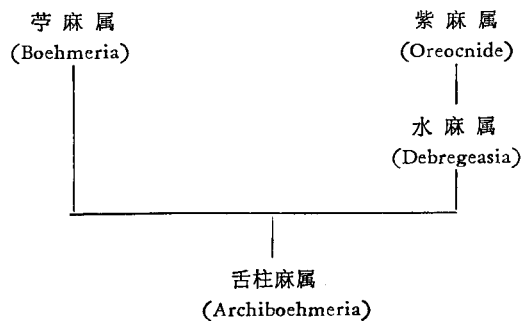 苧麻属
(Boehmeria)
紫麻属
(Oreocnide)
水麻属
(Debregeasia)
舌柱麻属
(Archiboehmeria)